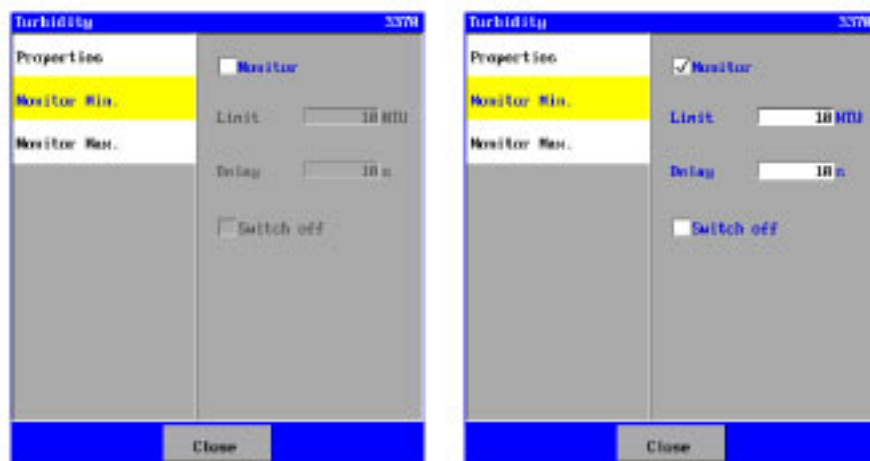 Turbidity 3370
Properties
Monitor Min.
Monitor Max.
Monitor
Limit 10 NTU
Delay 10 s
Switch off
Close
Turbidity 3370
Properties
Monitor Min.
Monitor Max.
Monitor
Limit 10 NTU
Delay 10 s
Switch off
Close